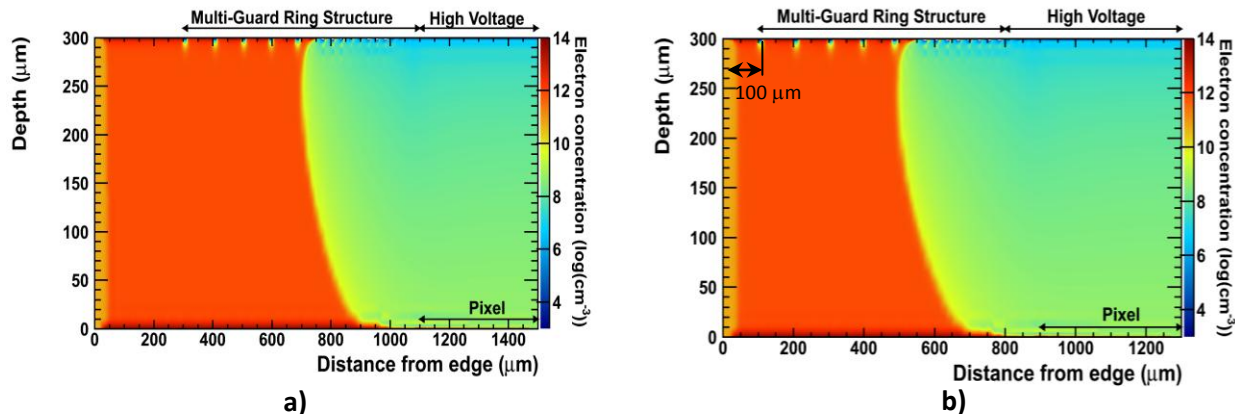 Multi-Guard Ring Structure High Voltage
Depth (μm)
300
250
200
150
100
50
0
Pixel
0 200 400 600 800 1000 1200 1400
Distance from edge (μm)
14
12
10
8
6
4
Electron concentration (log(cm⁻³))
a)
Multi-Guard Ring Structure High Voltage
Depth (μm)
300
250
200
150
100
50
0
100 μm
Pixel
0 200 400 600 800 1000 1200
Distance from edge (μm)
14
12
10
8
6
4
Electron concentration (log(cm⁻³))
b)